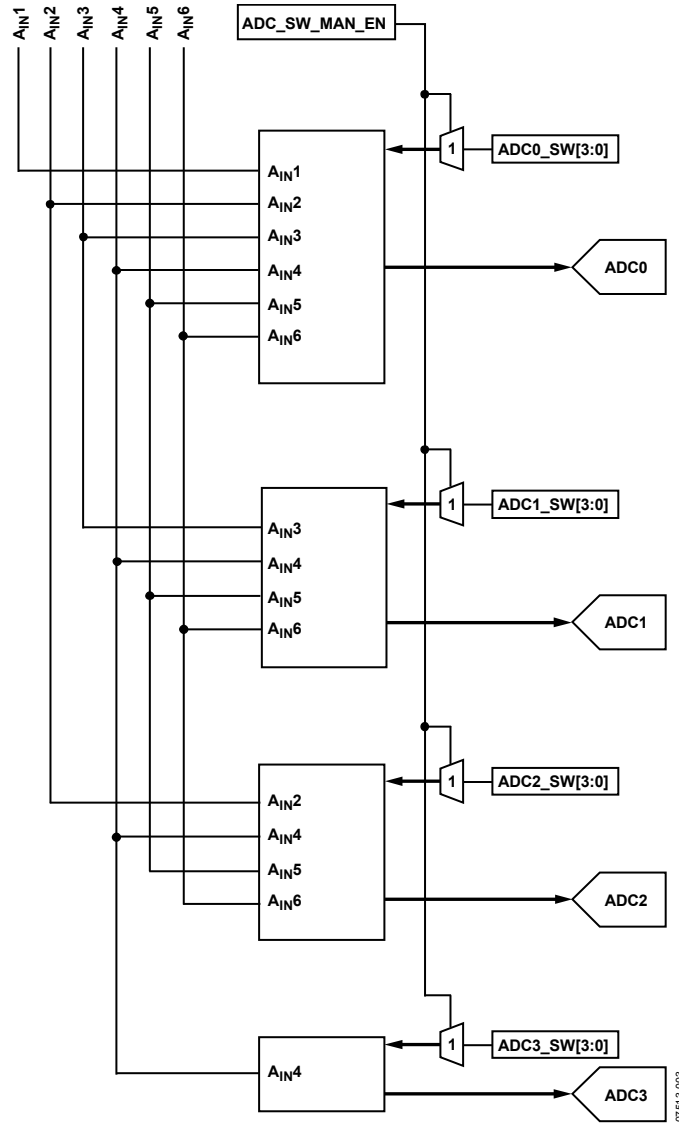 AIN1
AIN2
AIN3
AIN4
AIN5
AIN6
ADC_SW_MAN_EN
1
ADC0_SW[3:0]
AIN1
AIN2
AIN3
AIN4
AIN5
AIN6
ADC0
1
ADC1_SW[3:0]
AIN3
AIN4
AIN5
AIN6
ADC1
1
ADC2_SW[3:0]
AIN2
AIN4
AIN5
AIN6
ADC2
1
ADC3_SW[3:0]
AIN4
ADC3